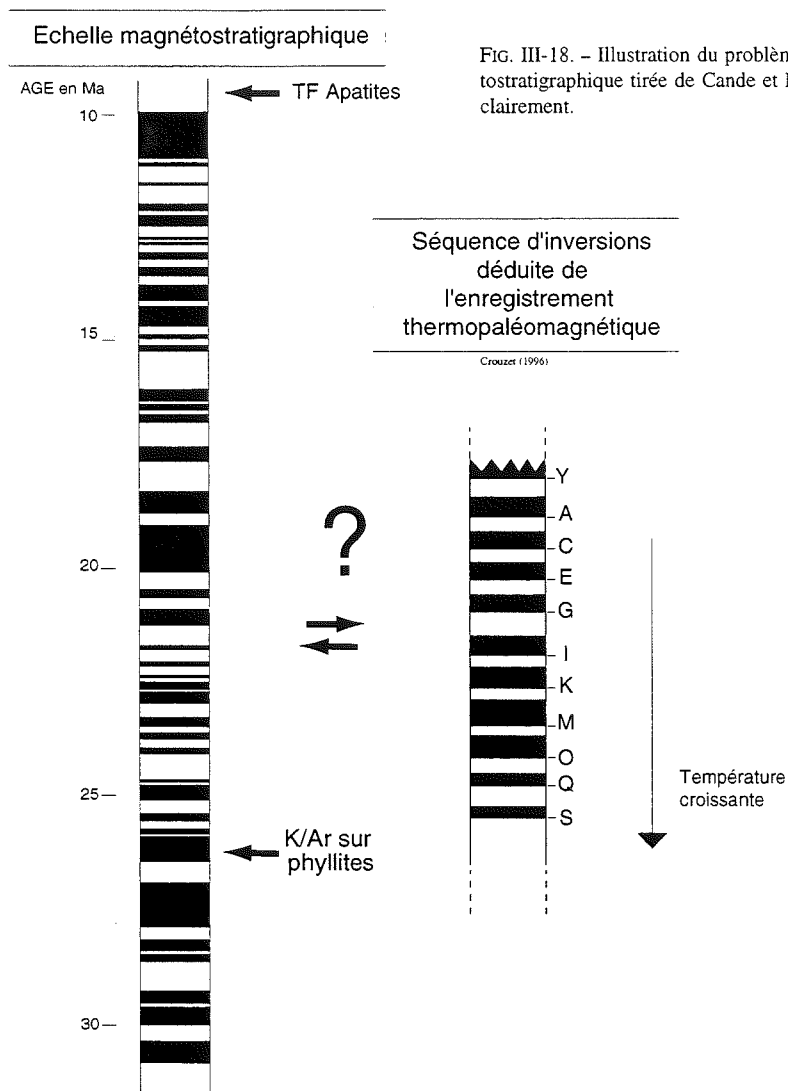 Echelle magnétostratigraphique
FIG. III-18. – Illustration du problèn
tostratigraphique tirée de Cande et
clairement.
AGE en Ma
TF Apatites
10
Séquence d'inversions
déduite de
l'enregistrement
thermopaléomagnétique
Crouzet (1996)
15
Y
A
C
?
20
E
G
I
K
M
O
Q
S
Température
croissante
25
K/Ar sur
phyllites
30